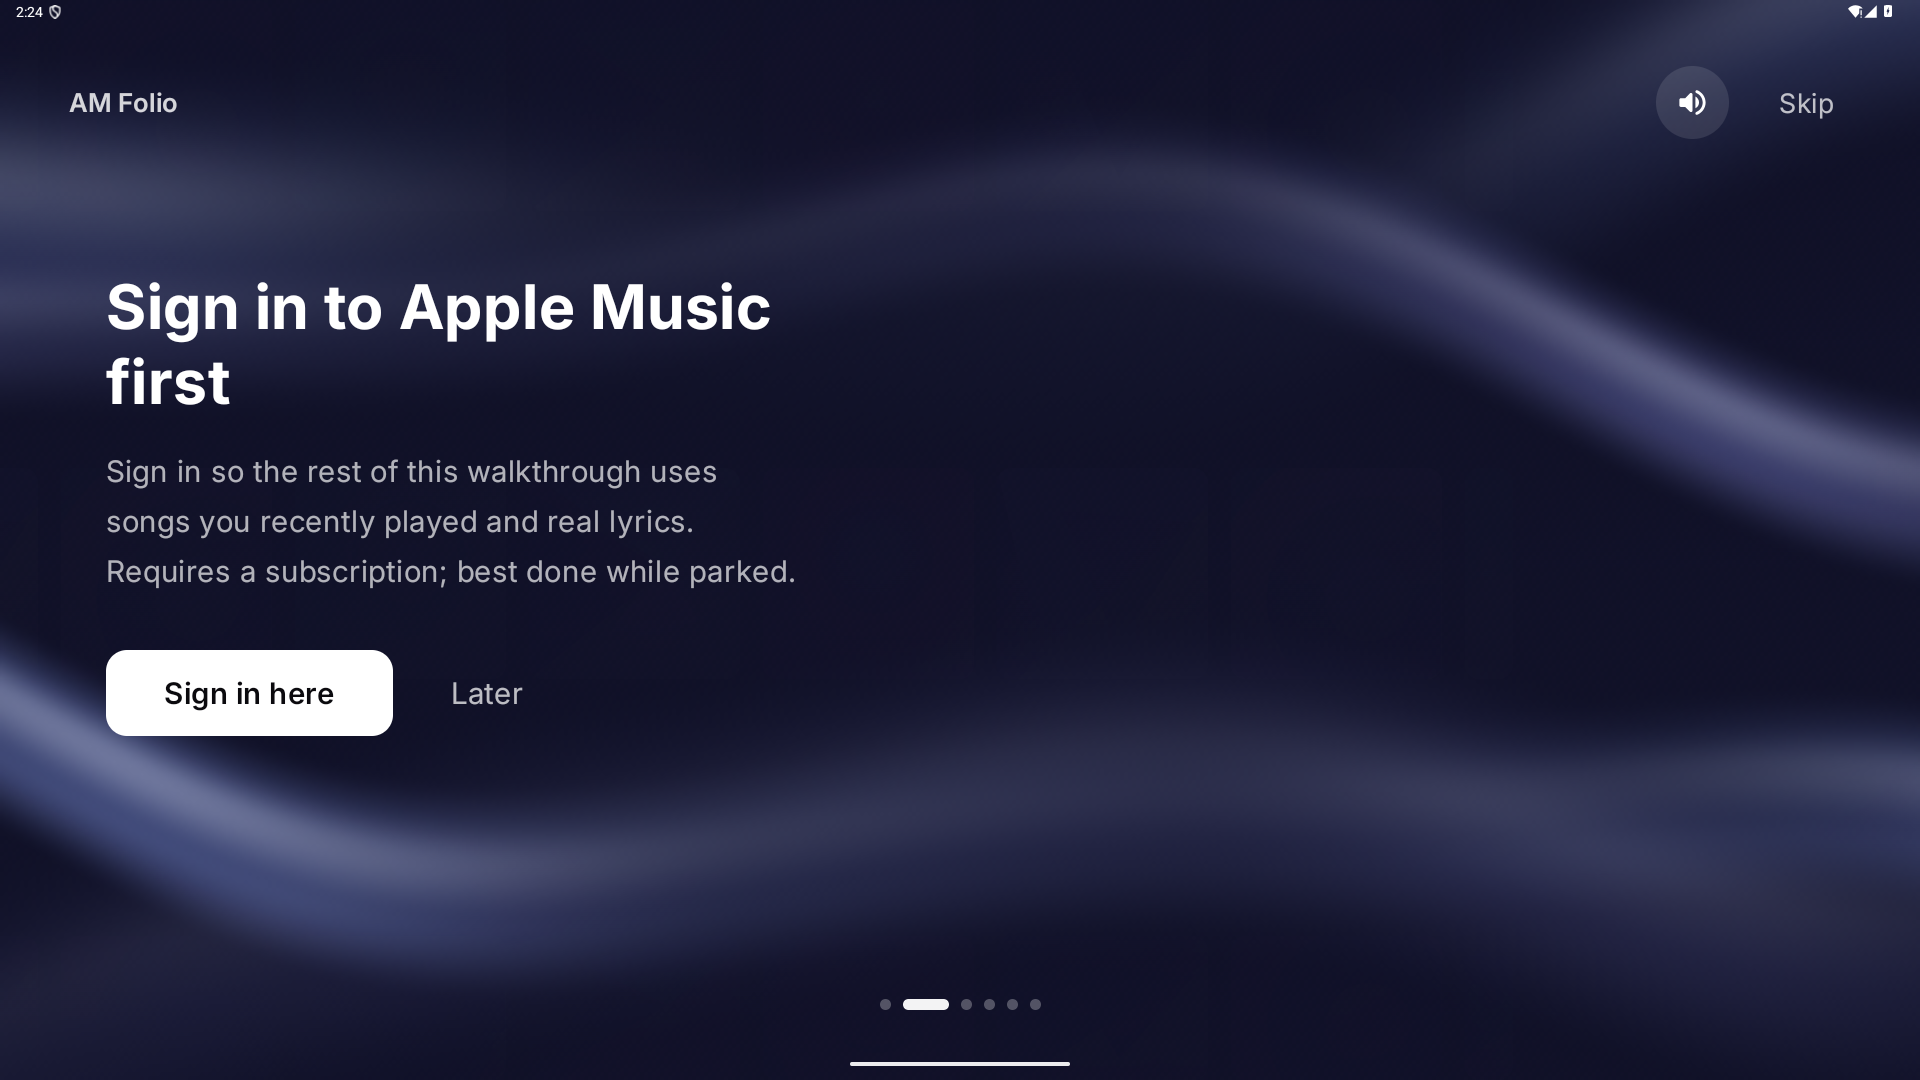 2:24
AM Folio
Skip
Sign in to Apple Music
first
Sign in so the rest of this walkthrough uses
songs you recently played and real lyrics.
Requires a subscription; best done while parked.
Sign in here
Later